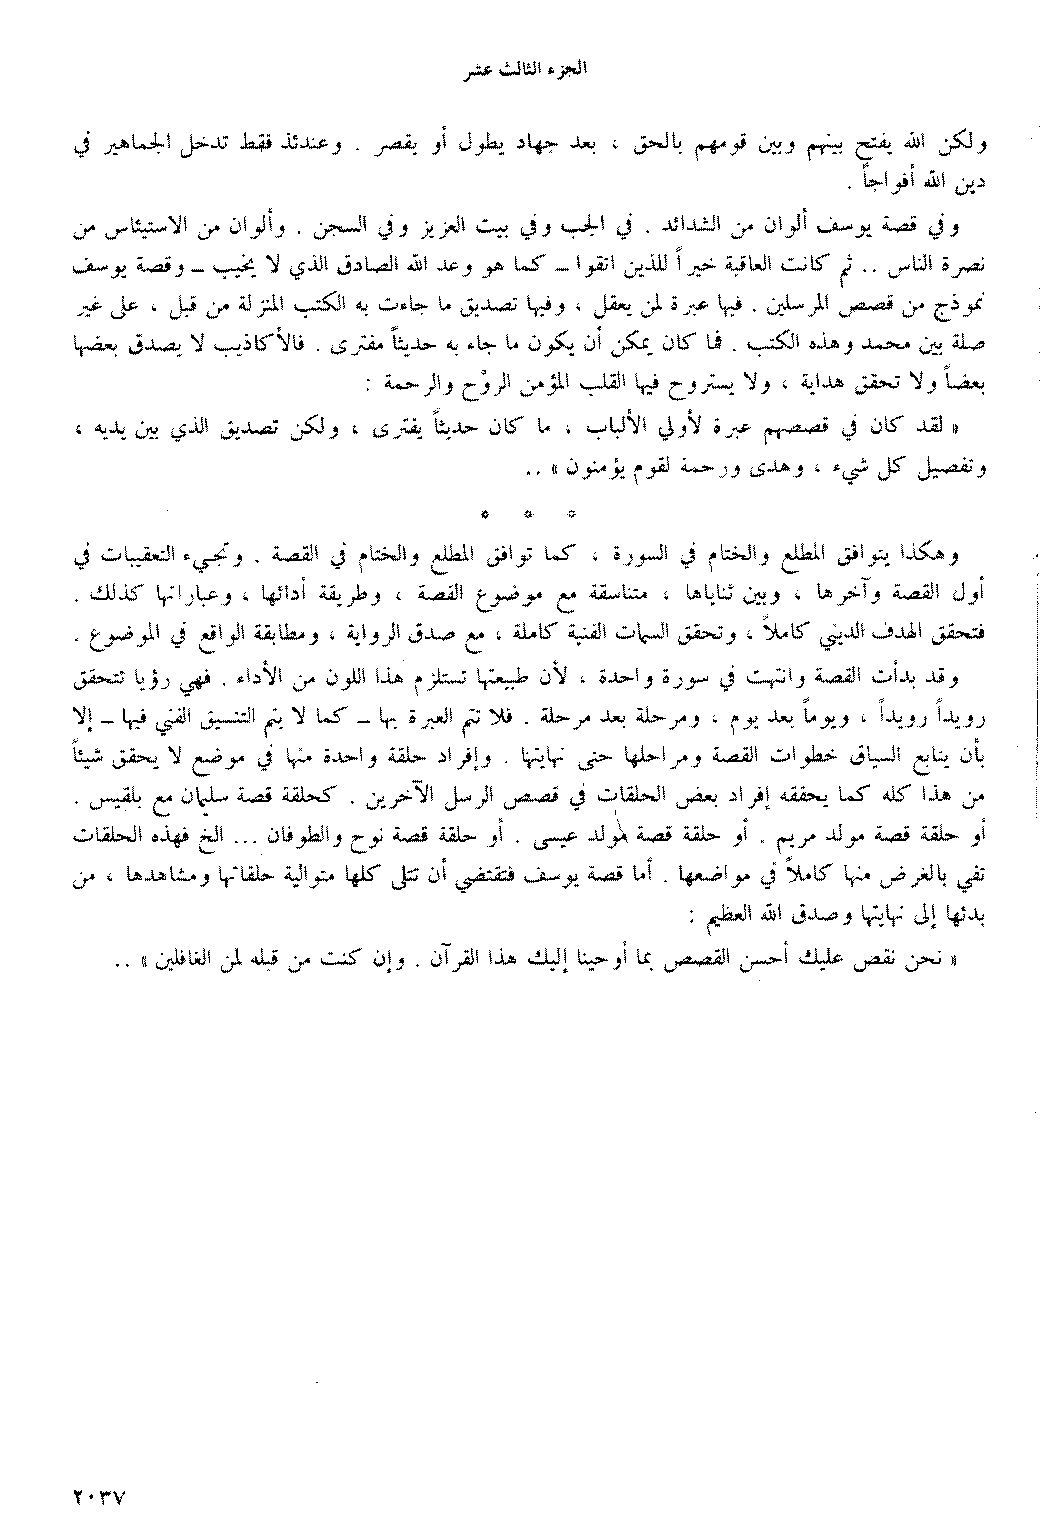 الجزء الثالث عشر
ولكن الله يفتح بينهم وبين قومهم بالحق ، بعد جهاد يطول أو يقصر . وعندئذ فقط تدخل الجماهير في
دين الله أفواجاً .
وفي قصة يوسف ألوان من الشدائد . في الجب وفي بيت العزيز وفي السجن . وألوان من الاستيئاس من
نصرة الناس .. ثم كانت العاقبة خيراً للذين اتقوا – كما هو وعد الله الصادق الذي لا يخيب – وقصة يوسف
نموذج من قصص المرسلين . فيها عبرة لمن يعقل ، وفيها تصديق ما جاءت به الكتب المنزلة من قبل ، على غير
صلة بين محمد وهذه الكتب . فما كان يمكن أن يكون ما جاء به حديثاً مفترى . فالأكاذيب لا يصدق بعضها
بعضاً ولا تحقق هداية ، ولا يستروح فيها القلب المؤمن الروْح والرحمة :
« لقد كان في قصصهم عبرة لأولي الألباب ، ما كان حديثاً يفترى ، ولكن تصديق الذي بين يديه ،
وتفصيل كل شيء ، وهدى ورحمة لقوم يؤمنون » ..
* * *
وهكذا يتوافق المطلع والختام في السورة ، كما توافق المطلع والختام في القصة . وتجيء التعقيبات في
أول القصة وآخرها ، وبين ثناياها ، متناسقة مع موضوع القصة ، وطريقة أدائها ، وعباراتها كذلك .
فتحقق الهدف الديني كاملاً ، وتحقق السمات الفنية كاملة ، مع صدق الرواية ، ومطابقة الواقع في الموضوع .
وقد بدأت القصة وانتهت في سورة واحدة ، لأن طبيعتها تستلزم هذا اللون من الأداء . فهي رؤيا تتحقق
رويداً رويداً ، ويوماً بعد يوم ، ومرحلة بعد مرحلة . فلا تتم العبرة بها – كما لا يتم التنسيق الفني فيها – إلا
بأن يتابع السياق خطوات القصة ومراحلها حتى نهايتها . وإفراد حلقة واحدة منها في موضع لا يحقق شيئاً
من هذا كله كما يحققه إفراد بعض الحلقات في قصص الرسل الآخرين . كحلقة قصة سليمان مع بلقيس .
أو حلقة قصة مولد مريم . أو حلقة قصة مولد عيسى . أو حلقة قصة نوح والطوفان ... الخ فهذه الحلقات
تفي بالغرض منها كاملاً في مواضعها . أما قصة يوسف فتقتضي أن تتلى كلها متوالية حلقاتها ومشاهدها ، من
بدئها إلى نهايتها وصدق الله العظيم :
« نحن نقص عليك أحسن القصص بما أوحينا إليك هذا القرآن . وإن كنت من قبله لمن الغافلين » ..
٢٠٣٧